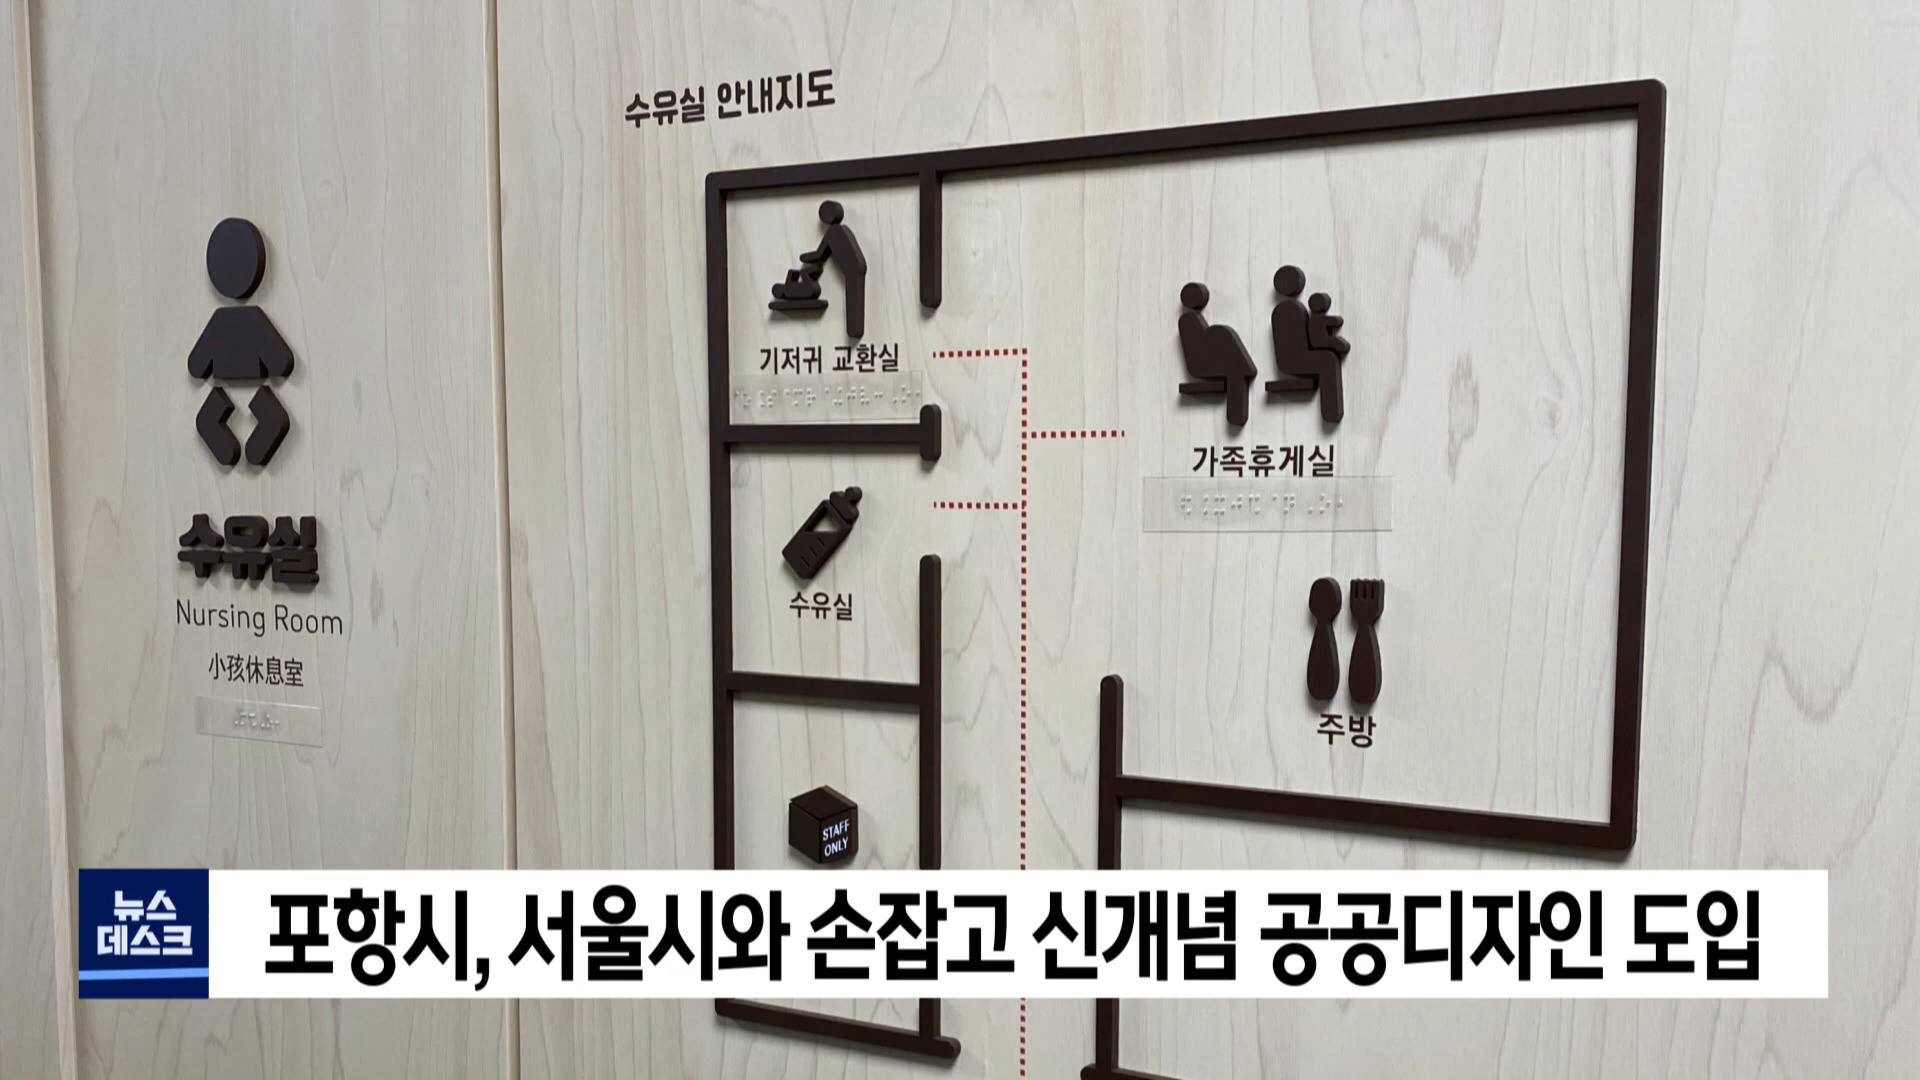 수유실 안내지도
기저귀 교환실
가족휴게실
수유실
주방
STAFF
ONLY
수유실
Nursing Room
小孩休息室
뉴스
데스크
포항시, 서울시와 손잡고 신개념 공공디자인 도입